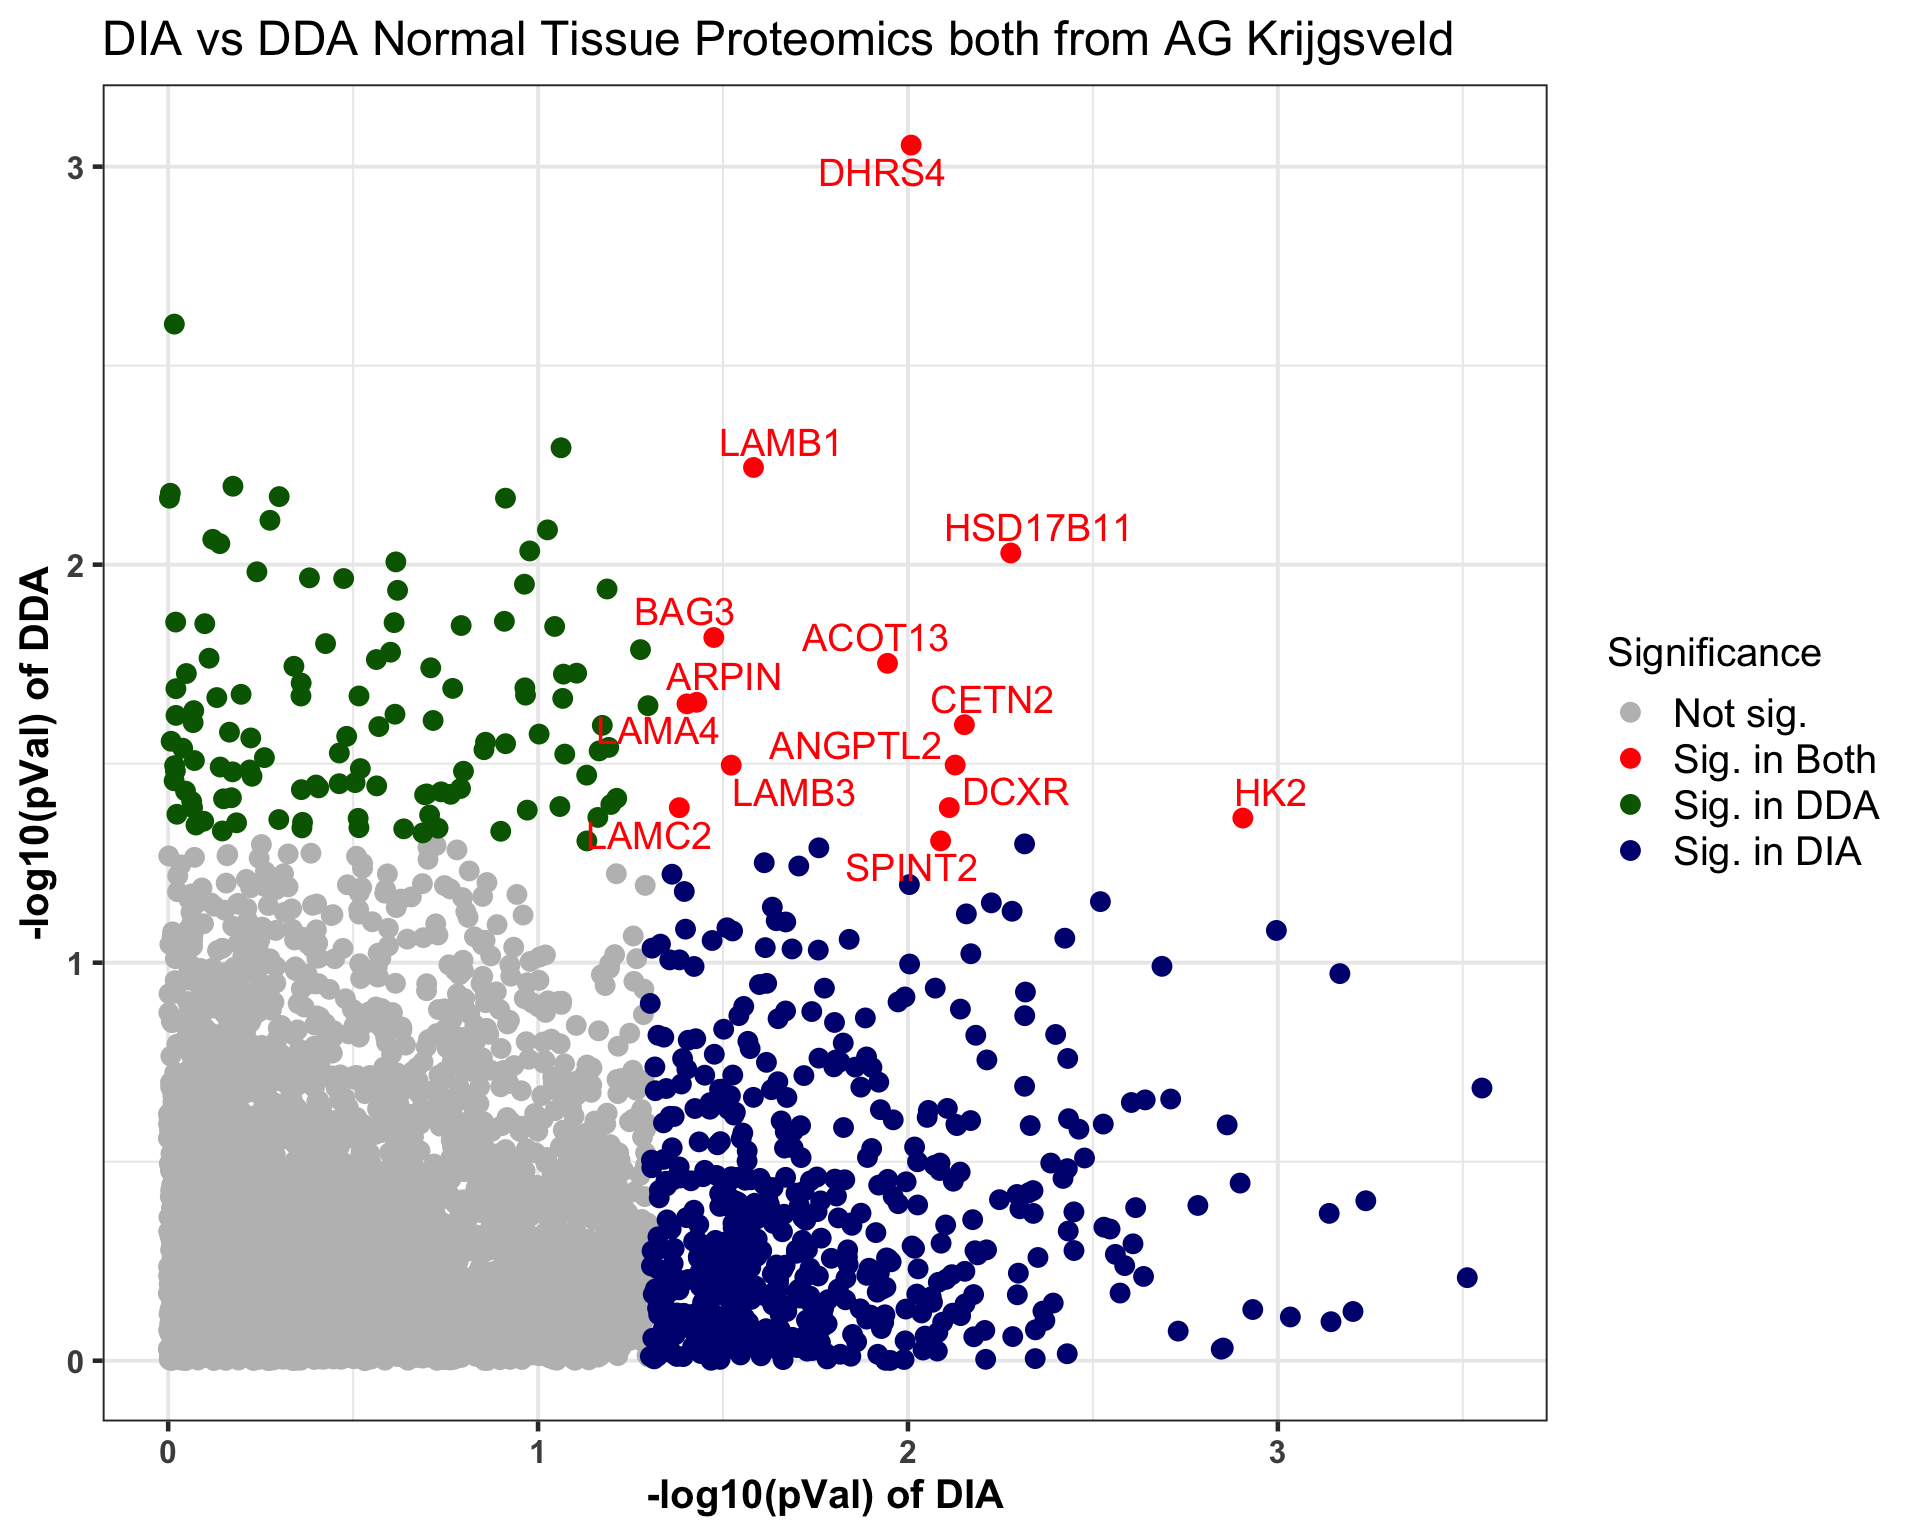 DIA vs DDA Normal Tissue Proteomics both from AG Krijgsveld
-log10(pVal) of DDA
3
2
1
0
DHRS4
LAMB1
HSD17B11
BAG3
ACOT13
ARPIN
CETN2
LAMA4
ANGPTL2
LAMB3
DCXR
HK2
LAMC2
SPINT2
0
1
2
3
-log10(pVal) of DIA
Significance
Not sig.
Sig. in Both
Sig. in DDA
Sig. in DIA